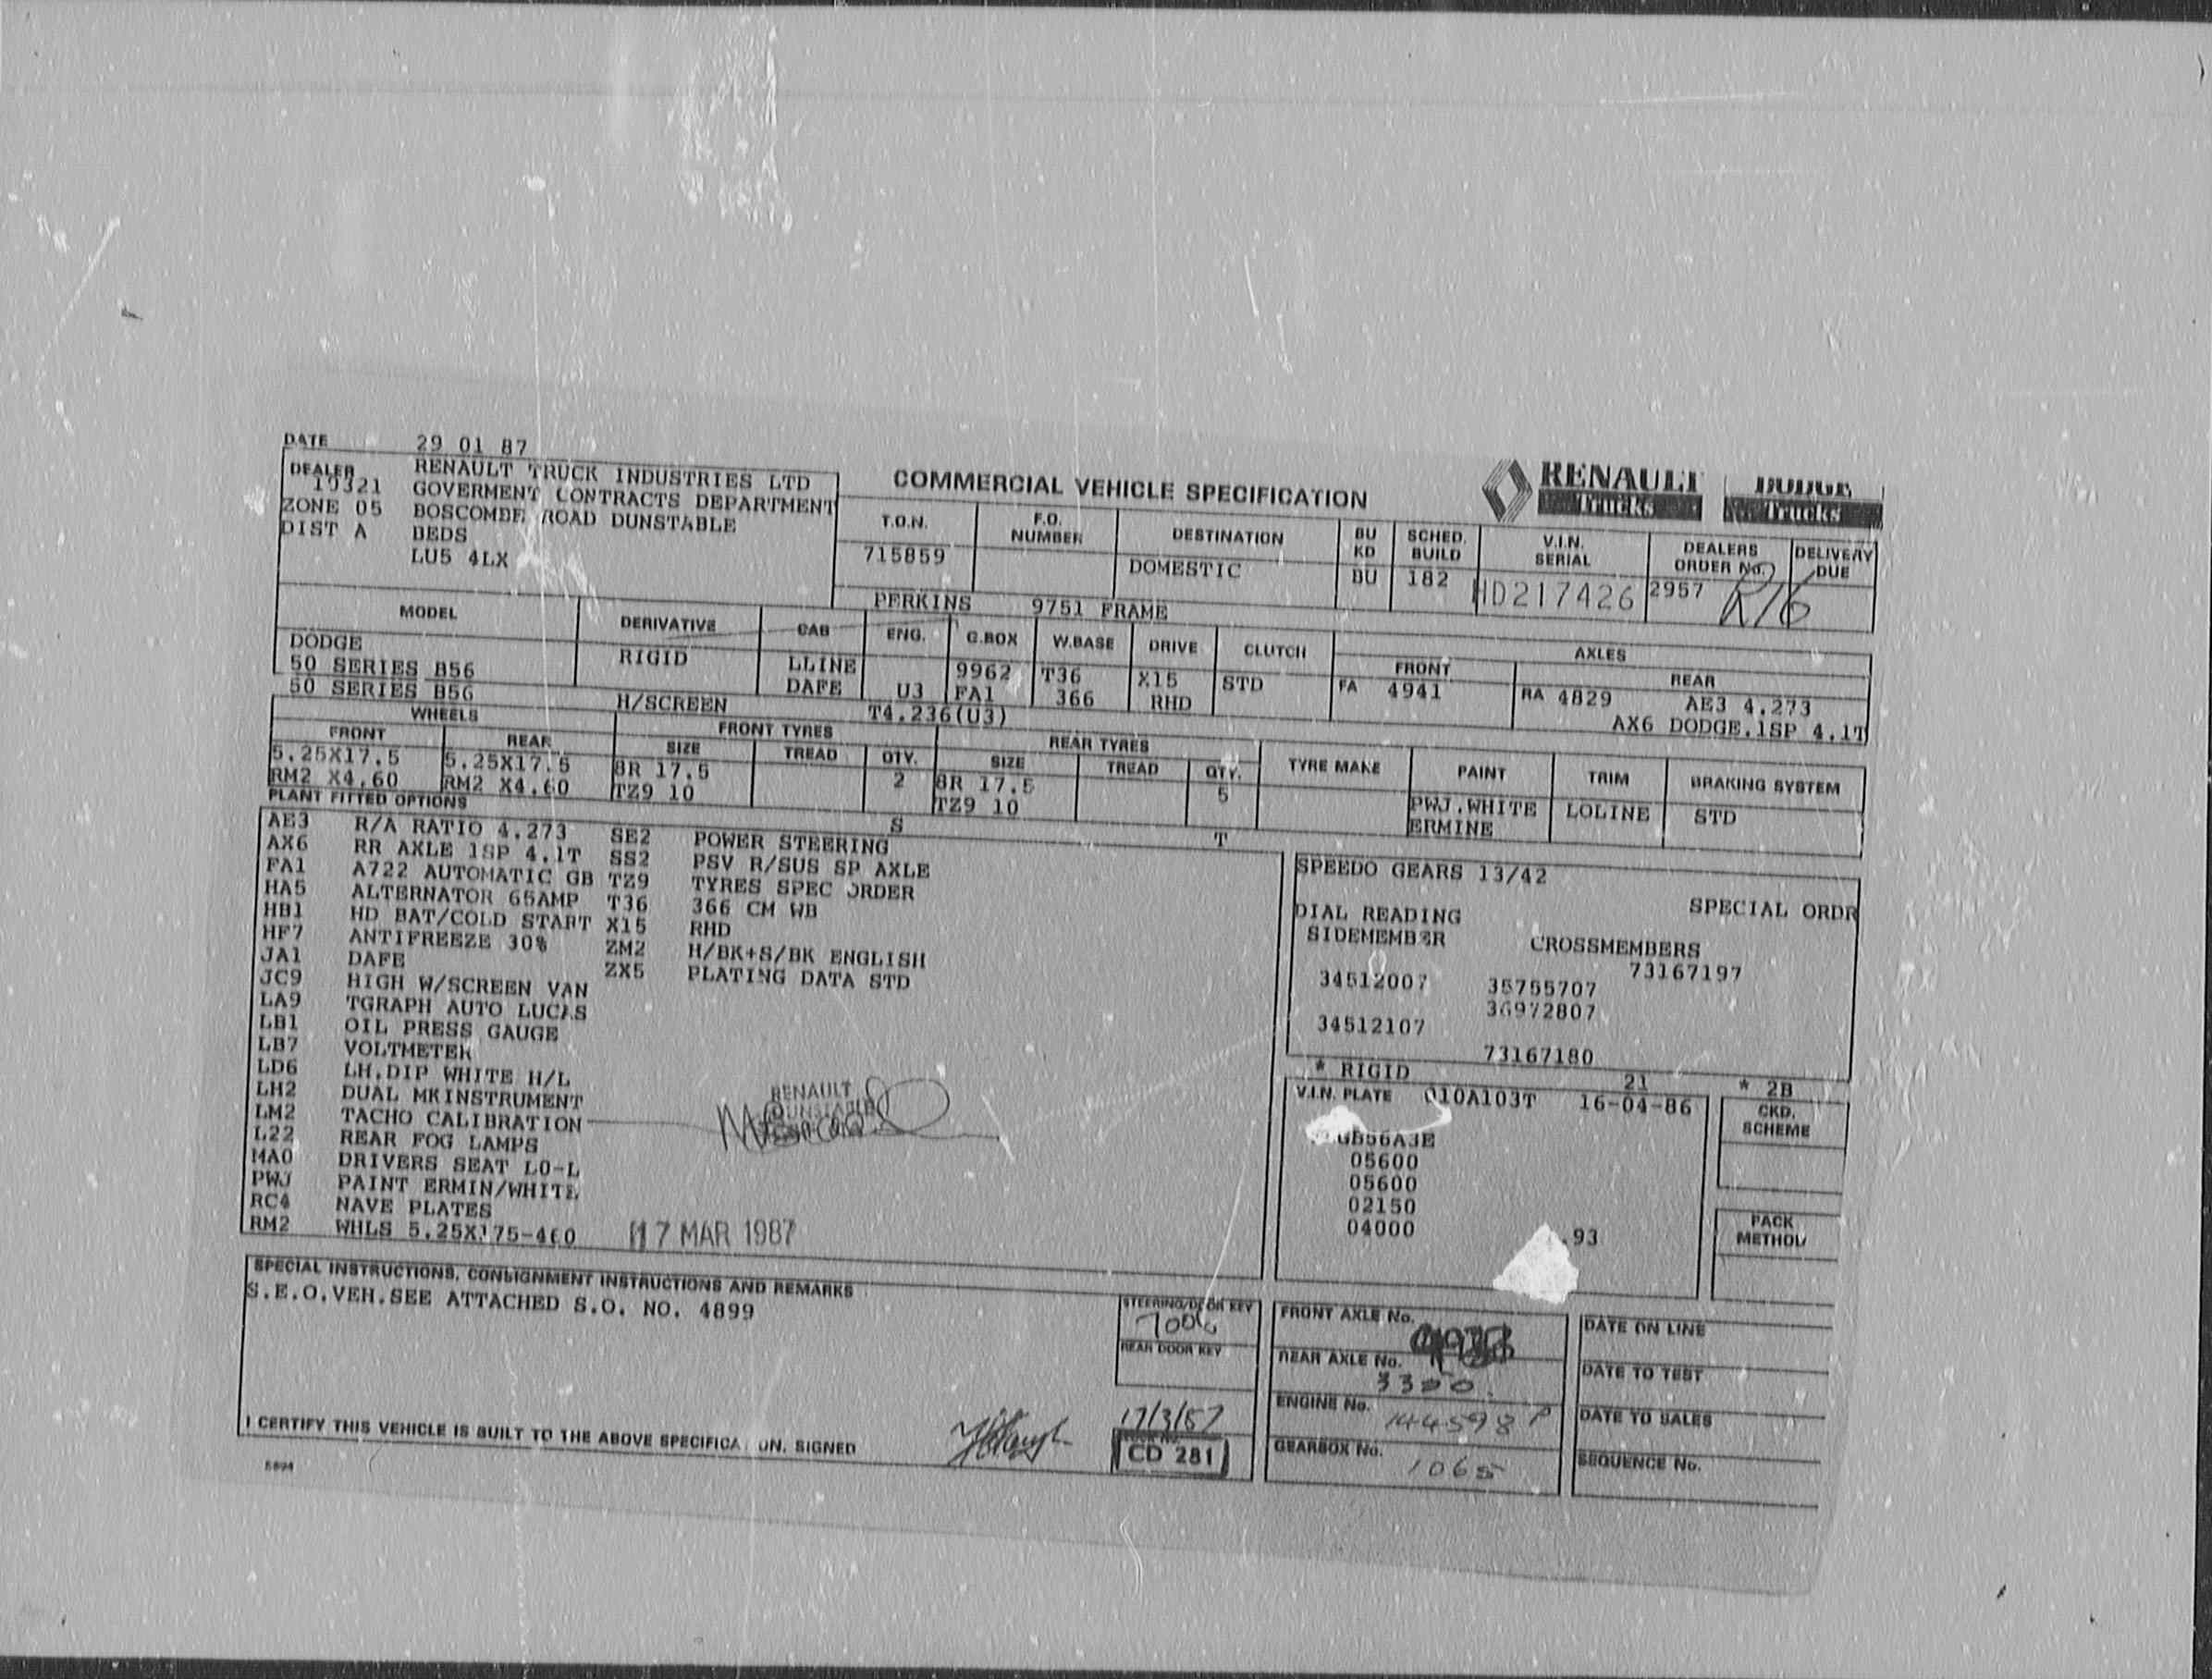 DATE 29 01 87
DEALER RENAULT TRUCK INDUSTRIES LTD
19321 GOVERMENT CONTRACTS DEPARTMENT
ZONE 05 BOSCOMBE ROAD DUNSTABLE
DIST A BEDS
LU5 4LX
COMMERCIAL VEHICLE SPECIFICATION
RENAULT Trucks
DODGE Trucks
T.O.N. F.O. NUMBER DESTINATION BU KD SCHED. BUILD V.I.N. SERIAL DEALERS ORDER No. DELIVERY DUE
715859 DOMESTIC BU 182 HD217426 2957 R16
PERKINS 9751 FRAME
MODEL DERIVATIVE CAB ENG. G.BOX W.BASE DRIVE CLUTCH AXLES
FRONT REAR
DODGE
50 SERIES B56 RIGID LLINE 9962 T36 X15 STD FA 4941 RA 4829 AE3 4.273
50 SERIES B56 H/SCREEN DAFE U3 FA1 366 RHD AX6 DODGE.1SP 4.1T
T4.236(U3)
WHEELS FRONT TYRES REAR TYRES
FRONT REAR SIZE TREAD QTY. SIZE TREAD QTY. TYRE MAKE PAINT TRIM BRAKING SYSTEM
5.25X17.5 5.25X17.5 8R 17.5 2 8R 17.5 5 PWJ.WHITE LOLINE STD
RM2 X4.60 RM2 X4.60 TZ9 10 TZ9 10 ERMINE
PLANT FITTED OPTIONS S T
AE3 R/A RATIO 4.273 SE2 POWER STEERING
AX6 RR AXLE 1SP 4.1T SS2 PSV R/SUS SP AXLE
FA1 A722 AUTOMATIC GB TZ9 TYRES SPEC ORDER
HA5 ALTERNATOR 65AMP T36 366 CM WB
HB1 HD BAT/COLD START X15 RHD
HF7 ANTIFREEZE 30% ZM2 H/BK+S/BK ENGLISH
JA1 DAFE ZX5 PLATING DATA STD
JC9 HIGH W/SCREEN VAN
LA9 TGRAPH AUTO LUCAS
LB1 OIL PRESS GAUGE
LB7 VOLTMETER
LD6 LH.DIP WHITE H/L
LH2 DUAL MKINSTRUMENT
LM2 TACHO CALIBRATION
L22 REAR FOG LAMPS
MA0 DRIVERS SEAT LO-L
PWJ PAINT ERMIN/WHITE
RC4 NAVE PLATES
RM2 WHLS 5.25X175-460
RENAULT
DUNSTABLE
17 MAR 1987
SPEEDO GEARS 13/42
SPECIAL ORDR
DIAL READING
SIDEMEMBER CROSSMEMBERS
73167197
34512007 35755707
36972807
34512107
73167180
* RIGID 21 * 2B
V.I.N. PLATE 010A103T 16-04-86 CKD. SCHEME
GB56A3E
05600
05600
02150
04000 .93
PACK METHOD
SPECIAL INSTRUCTIONS, CONSIGNMENT INSTRUCTIONS AND REMARKS
S.E.O.VEH.SEE ATTACHED S.O. NO. 4899
STEERING/DOOR KEY
REAR DOOR KEY
17/3/87
CD 281
FRONT AXLE No.
REAR AXLE No. 3350
ENGINE No. 144598P
GEARBOX No. 1065
DATE ON LINE
DATE TO TEST
DATE TO SALES
SEQUENCE No.
I CERTIFY THIS VEHICLE IS BUILT TO THE ABOVE SPECIFICA ON. SIGNED